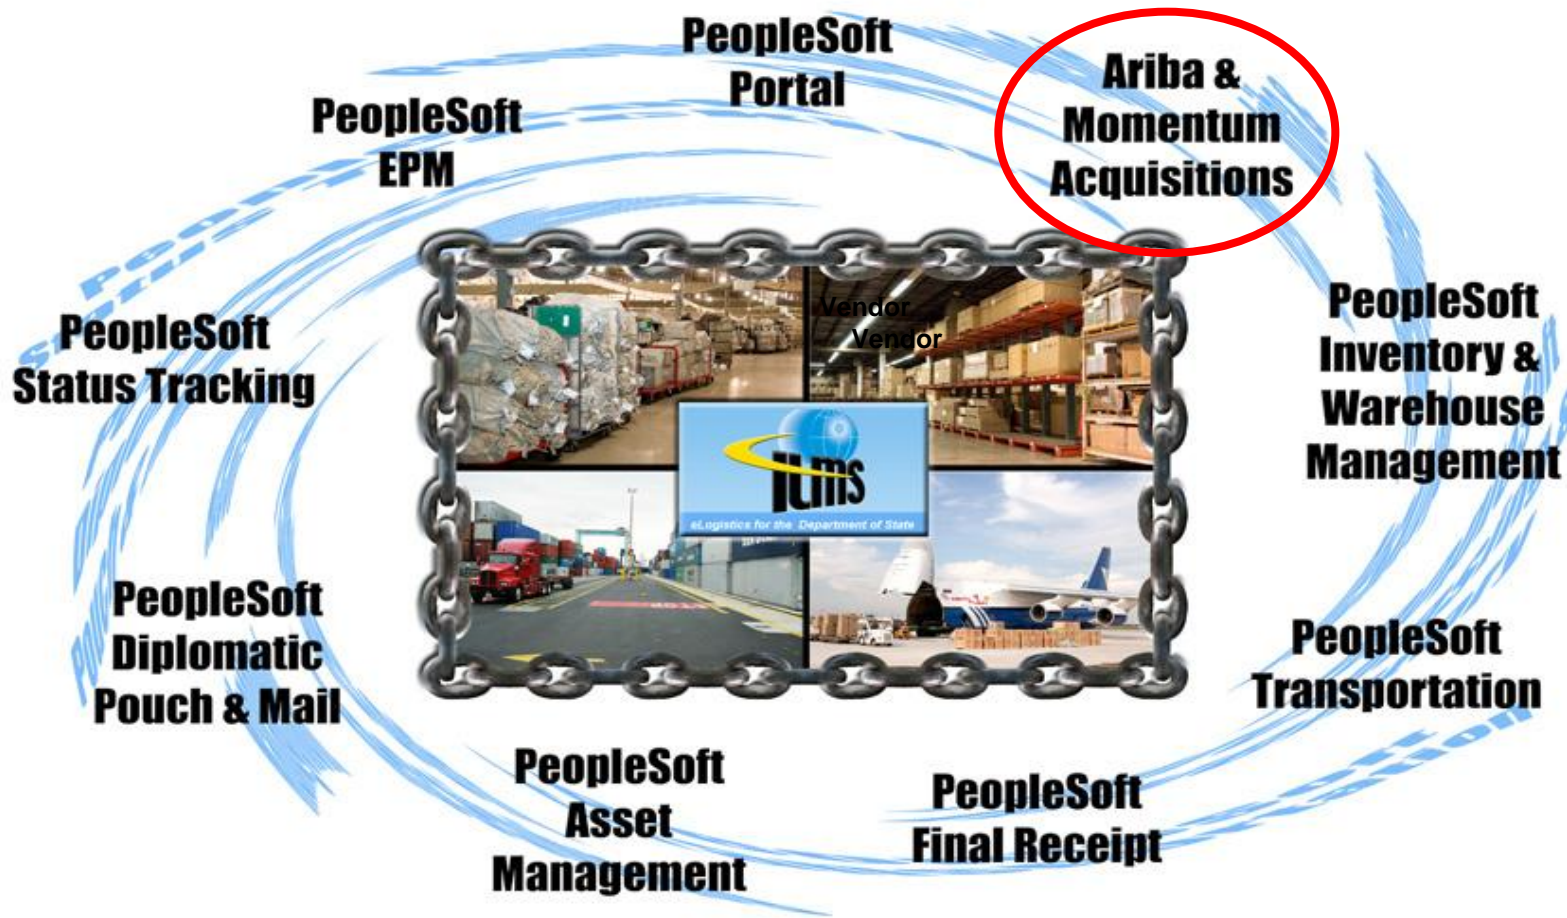 PeopleSoft
Portal
Ariba &
Momentum
Acquisitions
PeopleSoft
Inventory &
Warehouse
Management
PeopleSoft
Transportation
PeopleSoft
Final Receipt
PeopleSoft
Asset
Management
PeopleSoft
Diplomatic
Pouch & Mail
PeopleSoft
Status Tracking
PeopleSoft
EPM
Vendor
Vendor
ILMS
eLogistics for the Department of State